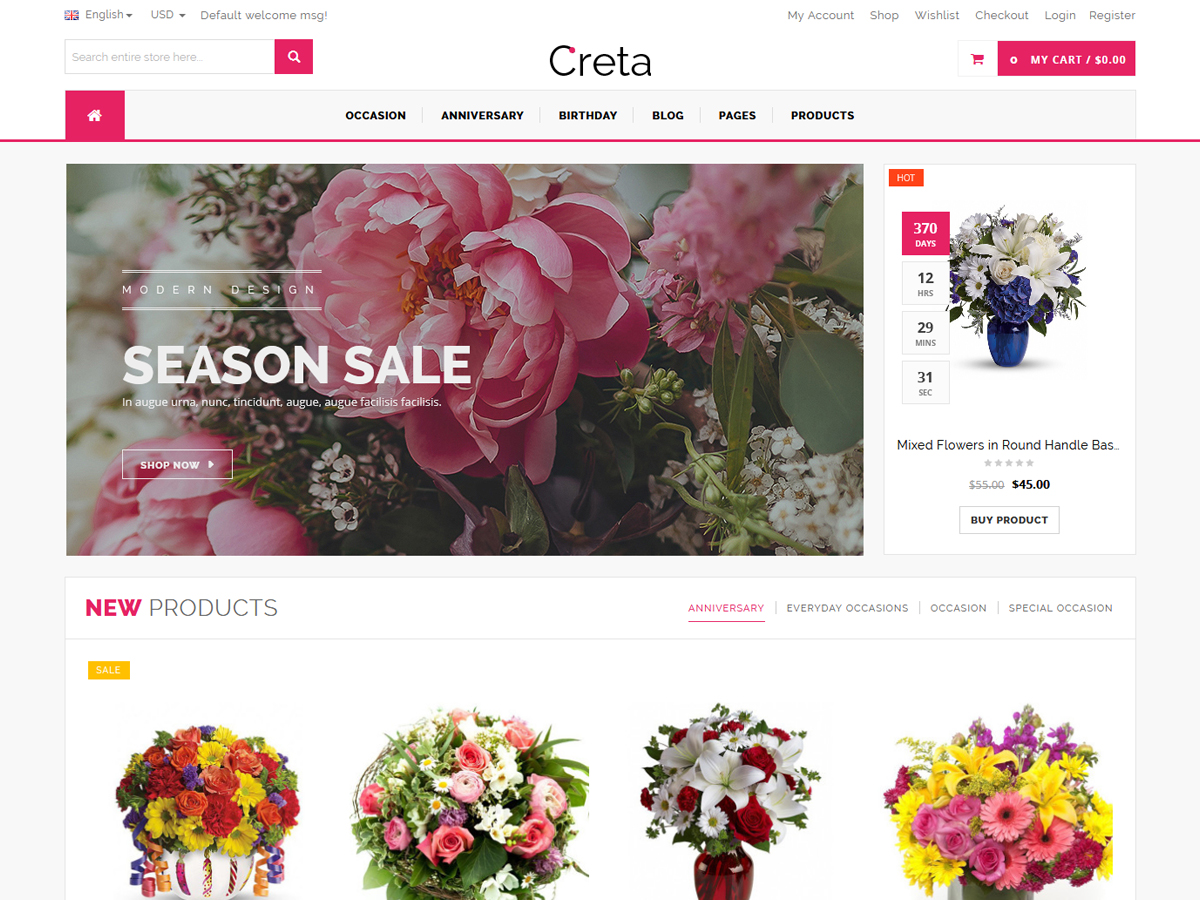 English USD Default welcome msg!
My Account Shop Wishlist Checkout Login Register
Search entire store here...
Creta
0 MY CART / $0.00
OCCASION ANNIVERSARY BIRTHDAY BLOG PAGES PRODUCTS
MODERN DESIGN
SEASON SALE
In augue urna, nunc, tincidunt, augue, augue facilisis facilisis.
SHOP NOW
HOT
370
DAYS
12
HRS
29
MINS
31
SEC
Mixed Flowers in Round Handle Bas...
$55.00 $45.00
BUY PRODUCT
NEW PRODUCTS
ANNIVERSARY EVERYDAY OCCASIONS OCCASION SPECIAL OCCASION
SALE